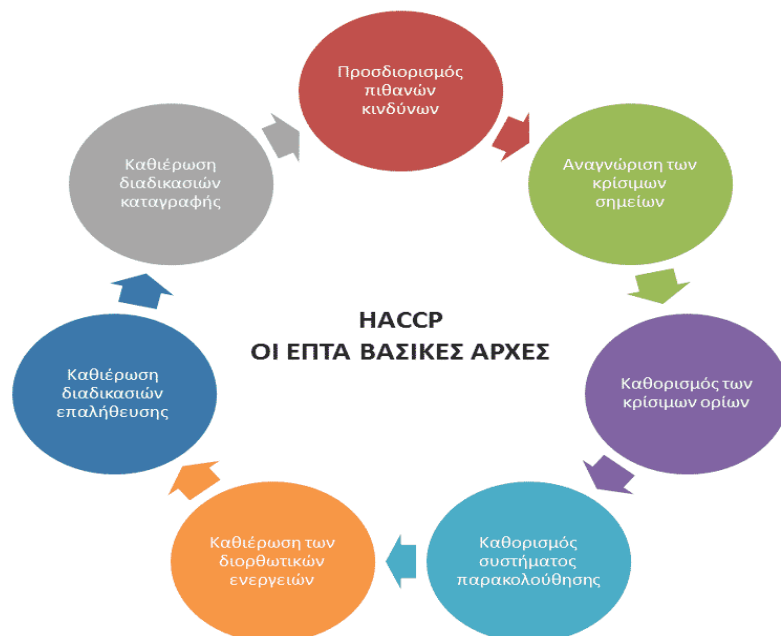 Προσδιορισμός
πιθανών
κινδύνων
Αναγνώριση των
κρίσιμων
σημείων
Καθορισμός των
κρίσιμων ορίων
Καθορισμός
συστήματος
παρακολούθησης
Καθιέρωση των
διορθωτικών
ενεργειών
Καθιέρωση
διαδικασιών
επαλήθευσης
Καθιέρωση
διαδικασιών
καταγραφής
HACCP
ΟΙ ΕΠΤΑ ΒΑΣΙΚΕΣ ΑΡΧΕΣ